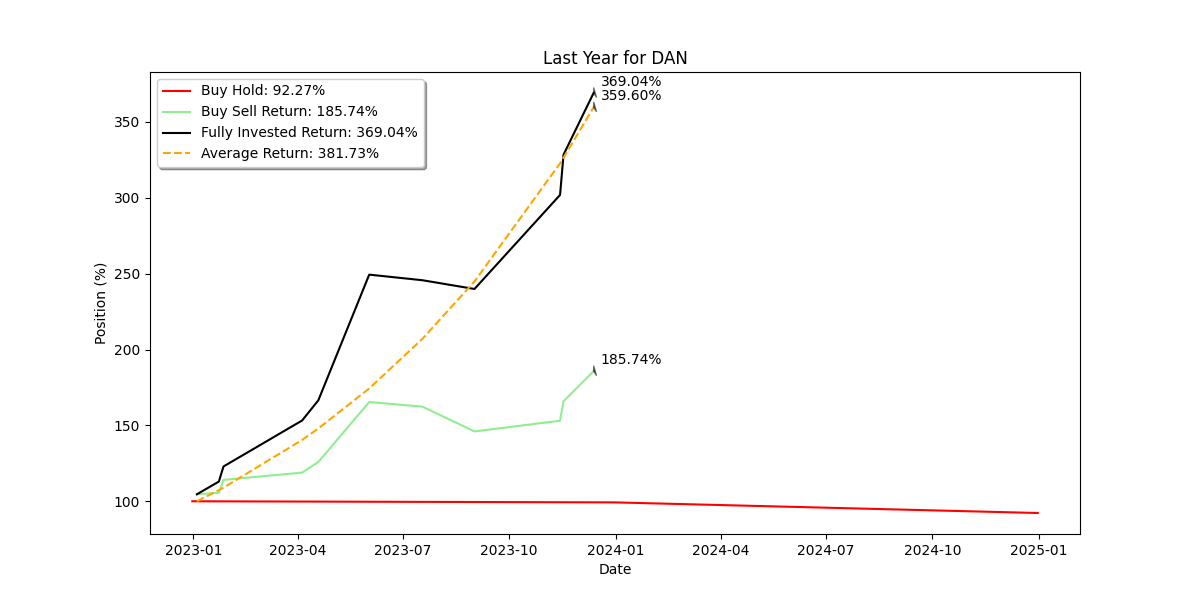 Last Year for DAN
Buy Hold: 92.27%
Buy Sell Return: 185.74%
Fully Invested Return: 369.04%
Average Return: 381.73%
369.04%
359.60%
185.74%
Position (%)
350
300
250
200
150
100
2023-01
2023-04
2023-07
2023-10
2024-01
2024-04
2024-07
2024-10
2025-01
Date